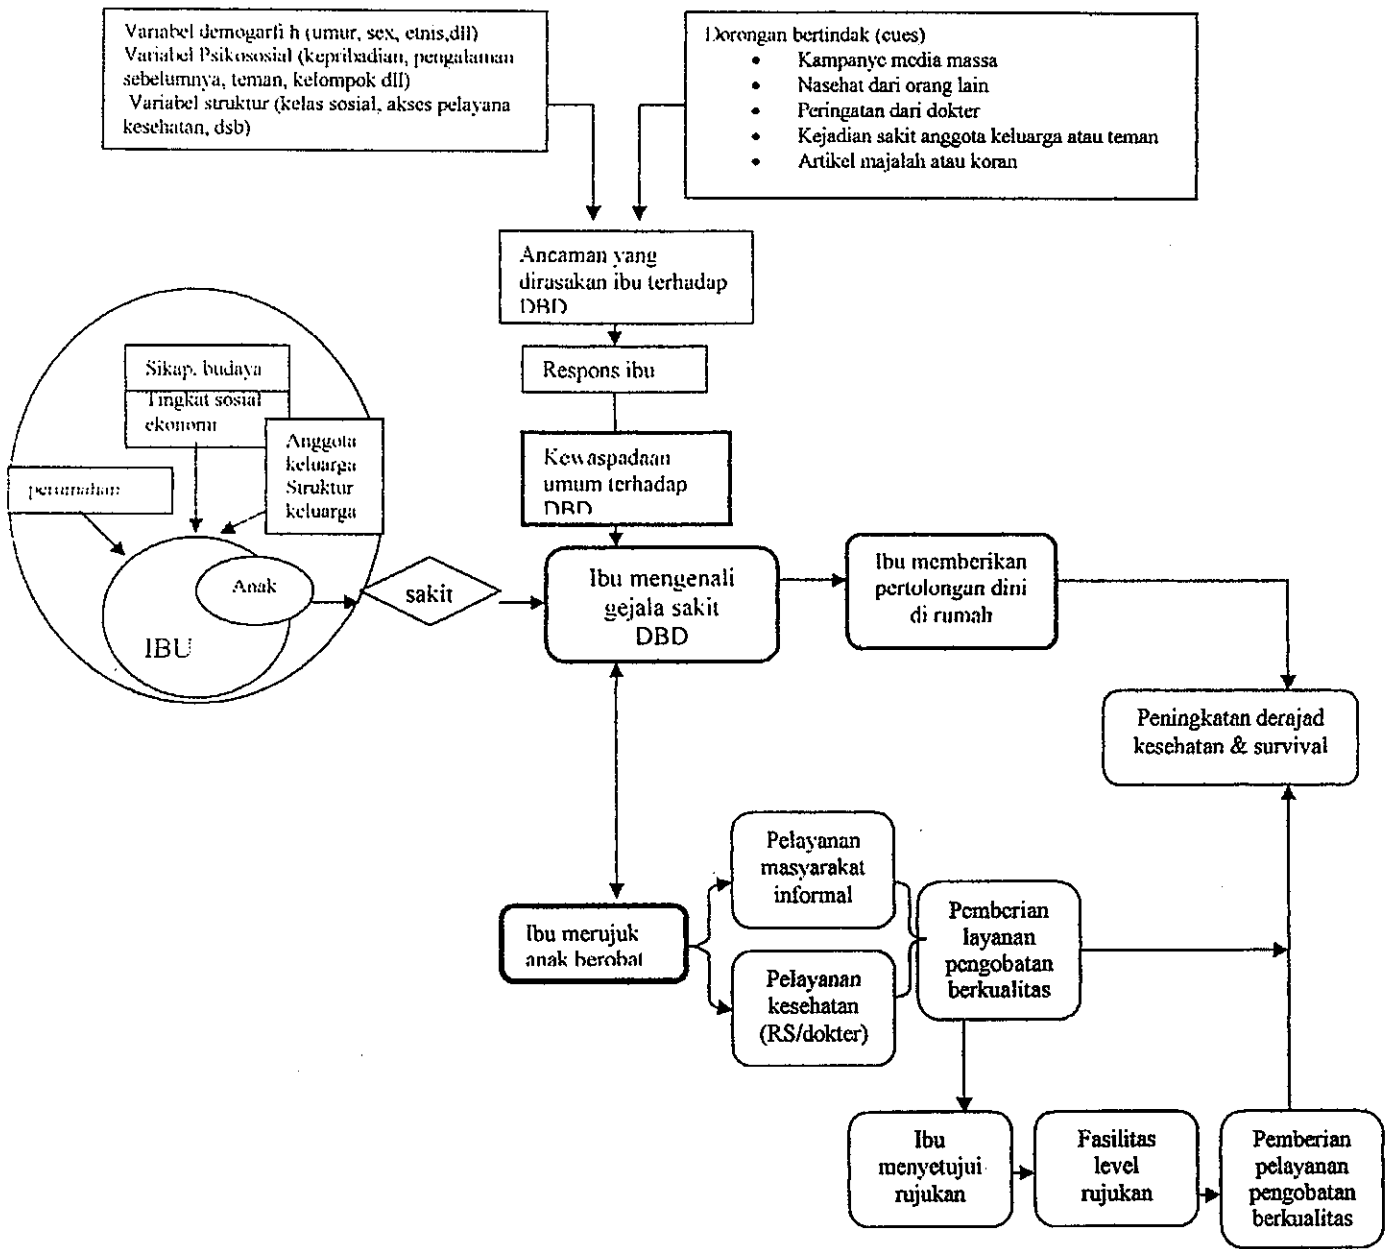 Variabel demogarfi h (umur, sex, etnis,dll)
Variabel Psikososial (kepribadian, pengalaman
sebelumnya, teman, kelompok dll)
Variabel struktur (kelas sosial, akses pelayana
kesehatan, dsb)
Dorongan bertindak (cues)
• Kampanye media massa
• Nasehat dari orang lain
• Peringatan dari dokter
• Kejadian sakit anggota keluarga atau teman
• Artikel majalah atau koran
Ancaman yang
dirasakan ibu terhadap
DBD
Respons ibu
Sikap, budaya
Tingkat sosial
ekonomi
Anggota
keluarga
Struktur
keluarga
perumahan
Kewaspadaan
umum terhadap
DBD
Anak
IBU
sakit
Ibu mengenali
gejala sakit
DBD
Ibu memberikan
pertolongan dini
di rumah
Peningkatan derajad
kesehatan & survival
Pelayanan
masyarakat
informal
Ibu merujuk
anak berobat
Pelayanan
kesehatan
(RS/dokter)
Pemberian
layanan
pengobatan
berkualitas
Ibu
menyetujui
rujukan
Fasilitas
level
rujukan
Pemberian
pelayanan
pengobatan
berkualitas